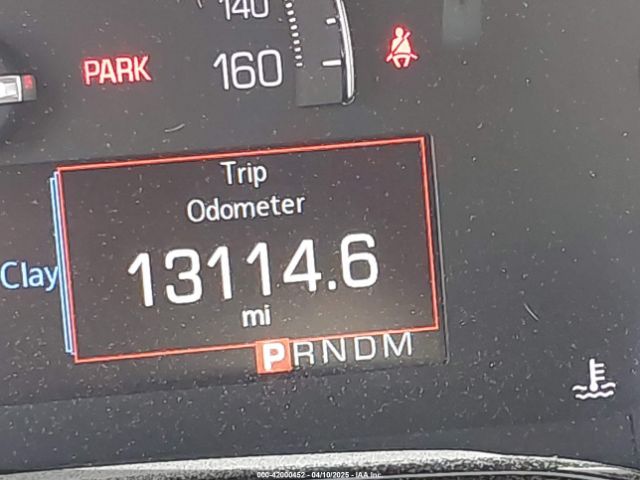 140
160
PARK
Trip
Odometer
13114.6
mi
Clay
PRNDM
000-42000452 - 04/10/2025 - IAA Inc.